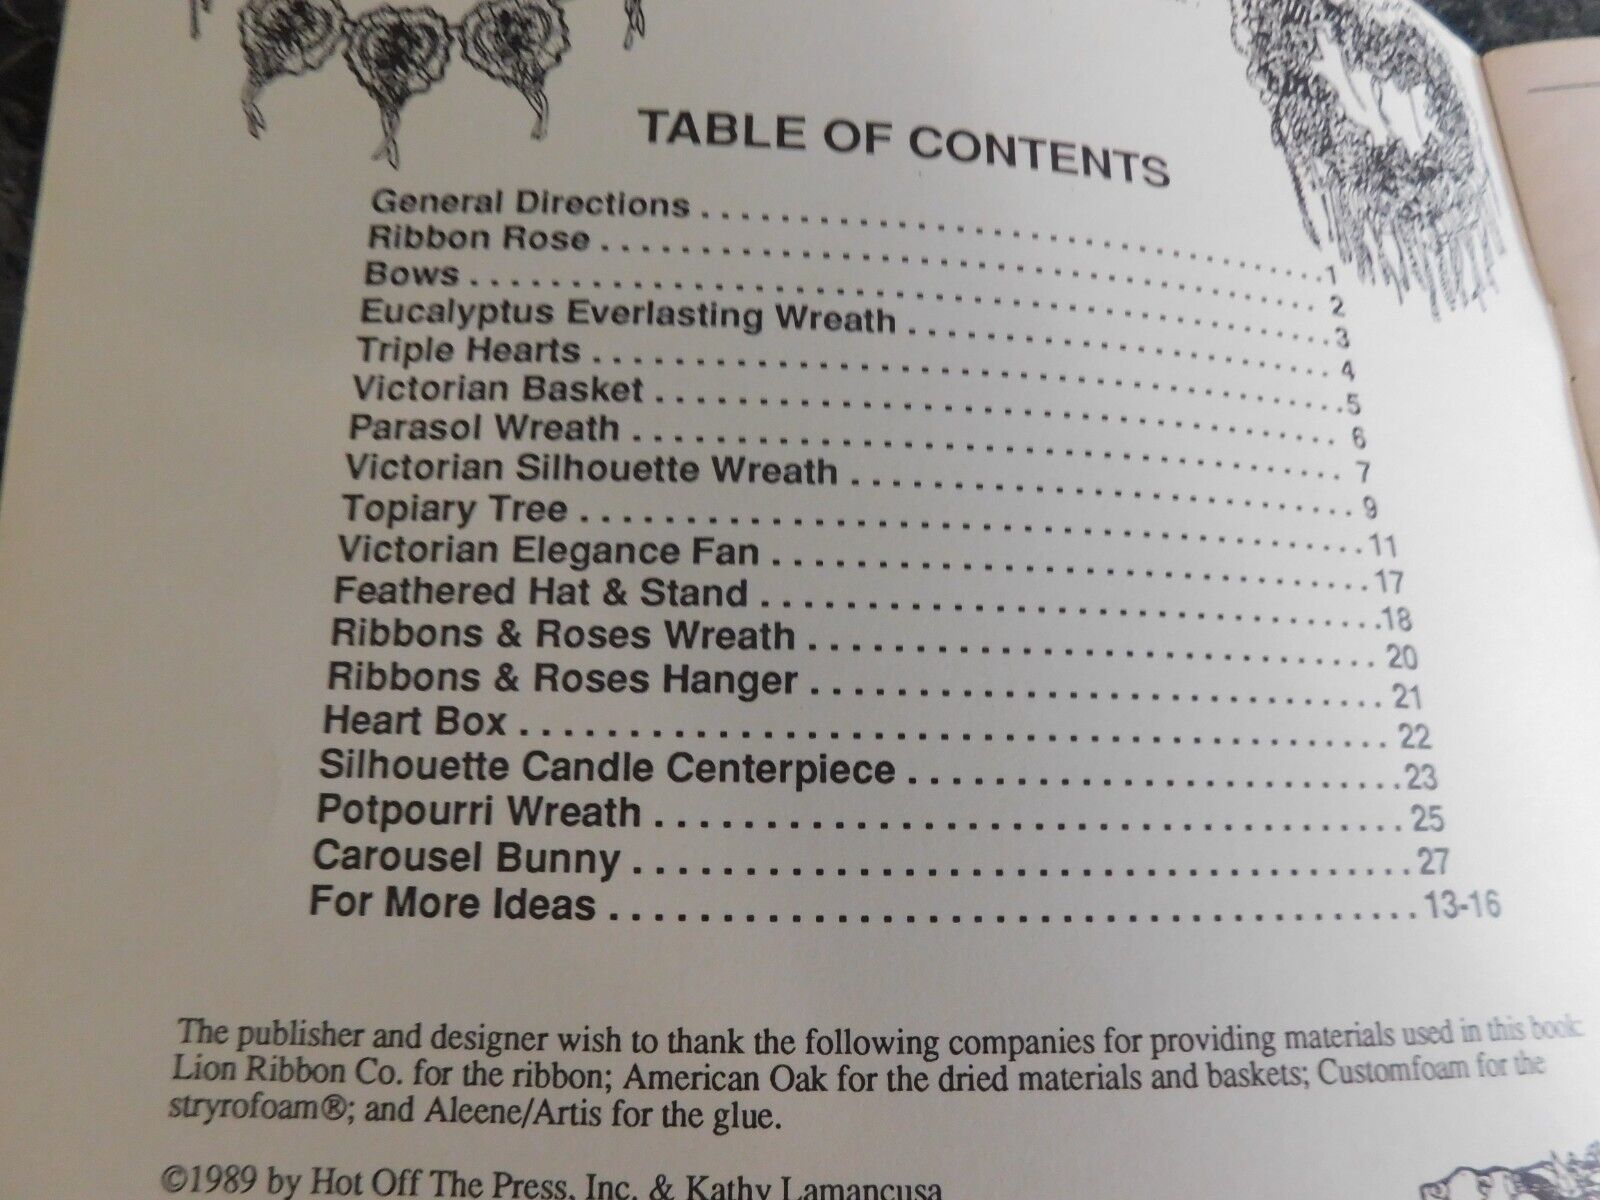 TABLE OF CONTENTS
General Directions . . . . . . . . . . . . . . . . . . . . . . . . . . . . . . 1
Ribbon Rose . . . . . . . . . . . . . . . . . . . . . . . . . . . . . . 2
Bows . . . . . . . . . . . . . . . . . . . . . . . . . . . . . . 3
Eucalyptus Everlasting Wreath . . . . . . . . . . . . . . . . . . . . 4
Triple Hearts . . . . . . . . . . . . . . . . . . . . . . . . . . . . . . 5
Victorian Basket . . . . . . . . . . . . . . . . . . . . . . . . . . . . 6
Parasol Wreath . . . . . . . . . . . . . . . . . . . . . . . . . . . . 7
Victorian Silhouette Wreath . . . . . . . . . . . . . . . . . . . . 9
Topiary Tree . . . . . . . . . . . . . . . . . . . . . . . . . . . . . . 11
Victorian Elegance Fan . . . . . . . . . . . . . . . . . . . . . . 17
Feathered Hat & Stand . . . . . . . . . . . . . . . . . . . . . . 18
Ribbons & Roses Wreath . . . . . . . . . . . . . . . . . . . . 20
Ribbons & Roses Hanger . . . . . . . . . . . . . . . . . . . . 21
Heart Box . . . . . . . . . . . . . . . . . . . . . . . . . . . . . . 22
Silhouette Candle Centerpiece . . . . . . . . . . . . . . . . . . 23
Potpourri Wreath . . . . . . . . . . . . . . . . . . . . . . . . . . 25
Carousel Bunny . . . . . . . . . . . . . . . . . . . . . . . . . . 27
For More Ideas . . . . . . . . . . . . . . . . . . . . . . . . . . 13-16
The publisher and designer wish to thank the following companies for providing materials used in this book:
Lion Ribbon Co. for the ribbon; American Oak for the dried materials and baskets; Customfoam for the
stryrofoam®; and Aleene/Artis for the glue.
©1989 by Hot Off The Press, Inc. & Kathy Lamancusa